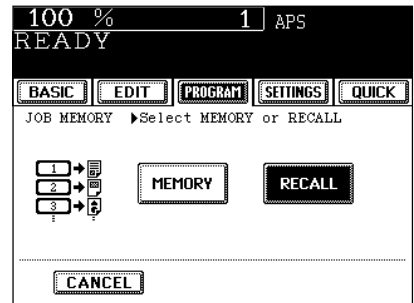 100 % 1 APS
READY
BASIC EDIT PROGRAM SETTINGS QUICK
JOB MEMORY ▶Select MEMORY or RECALL
1
2
3
MEMORY RECALL
CANCEL